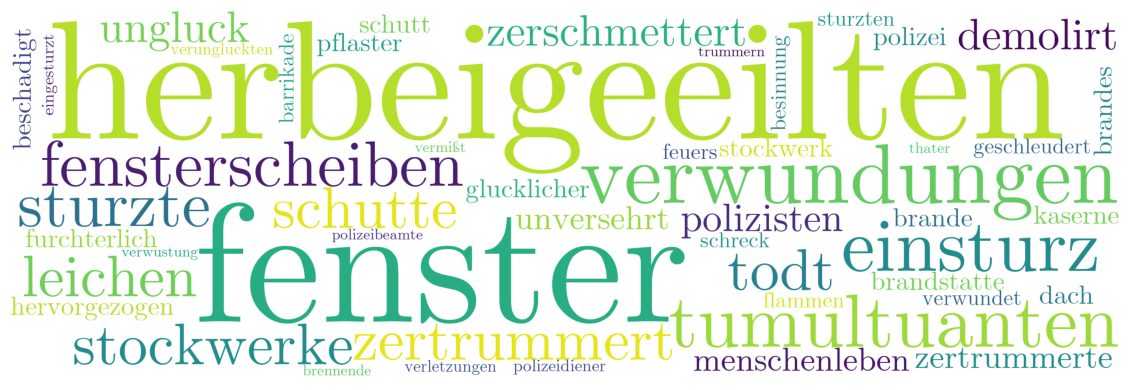 ungluck
schutt
sturzten
verungluckten
pflaster
zerschmettert
polizei
demolirt
beschadigt
eingesturzt
herbeigeeilten
barrikade
trummern
besinnung
brandes
vermißt
feuers
stockwerk
thater
geschleudert
fensterscheiben
glucklicher
verwundungen
sturzte
schutte
unversehrt
polizisten
brande
kaserne
furchterlich
polizeibeamte
schreck
verwustung
fenster
einsturz
leichen
todt
brandstatte
hervorgezogen
flammen
verwundet
dach
tumultuanten
stockwerke
zertrummert
menschenleben
zertrummerte
brennende
verletzungen
polizeidiener